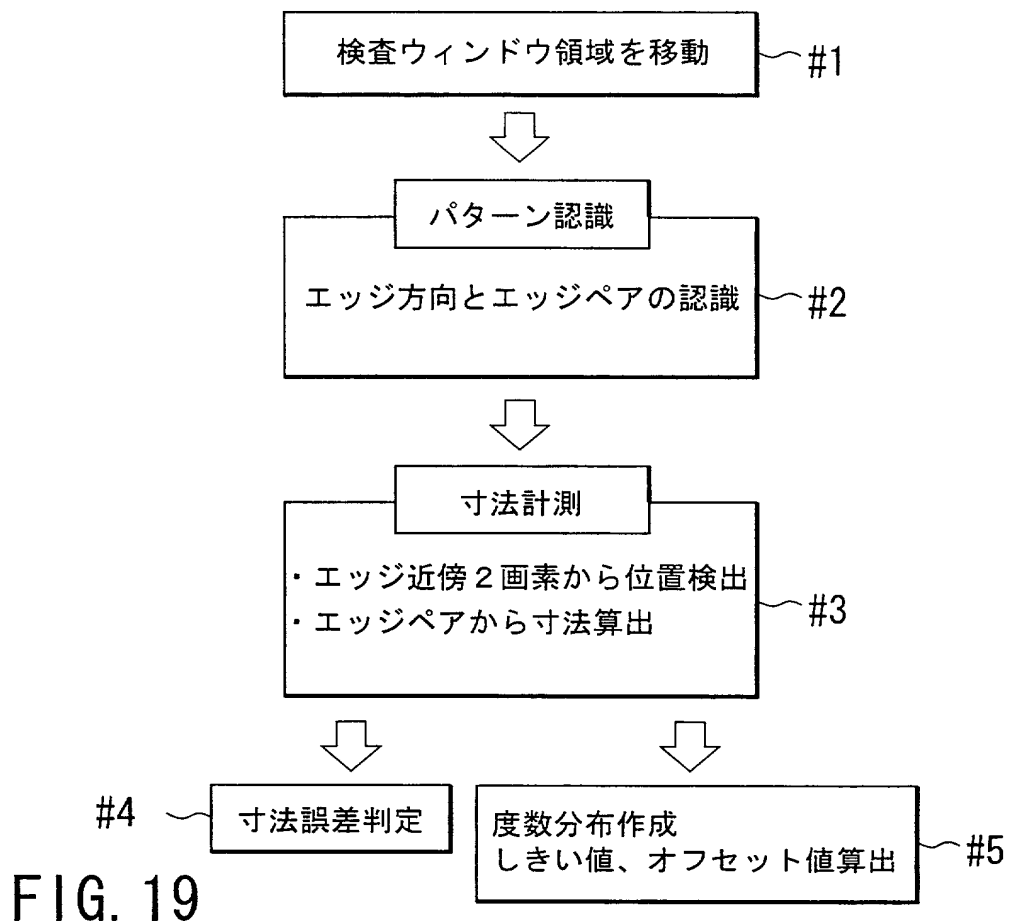 検査ウィンドウ領域を移動
#1
パターン認識
エッジ方向とエッジペアの認識
#2
寸法計測
・エッジ近傍2画素から位置検出
・エッジペアから寸法算出
#3
#4
寸法誤差判定
度数分布作成
しきい値、オフセット値算出
#5
FIG. 19